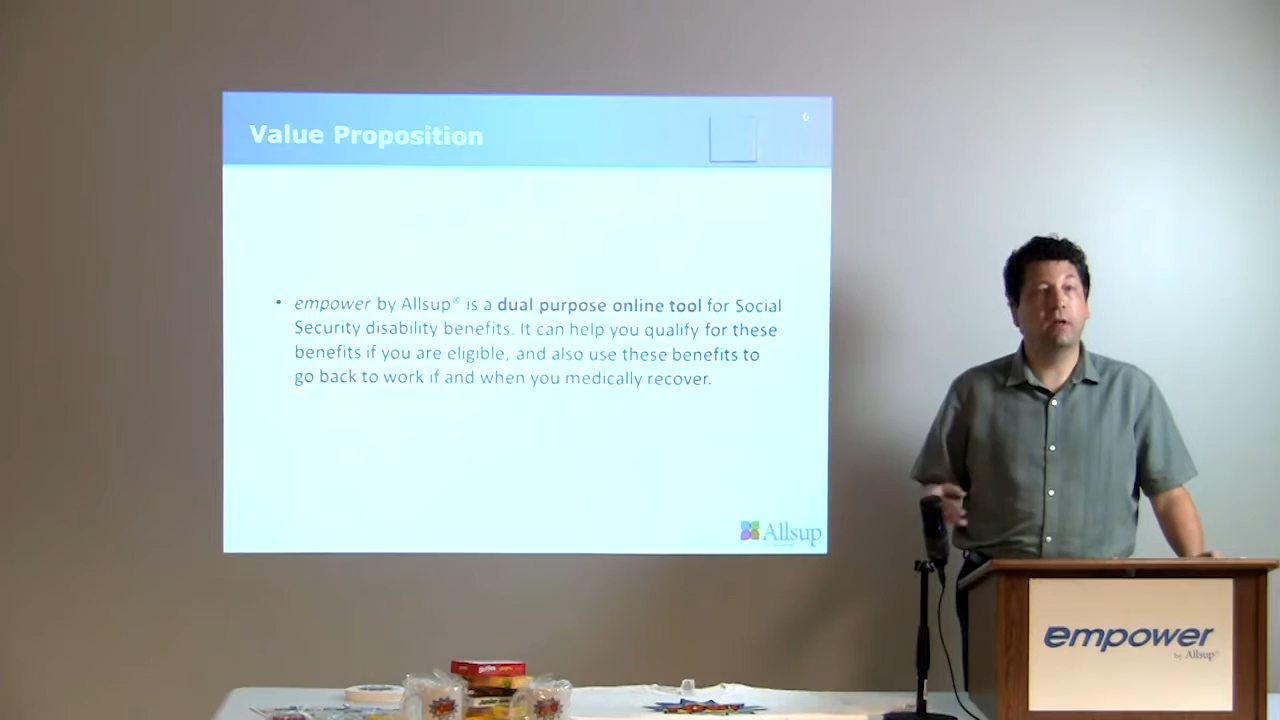 6
Value Proposition
• empower by Allsup® is a dual purpose online tool for Social
Security disability benefits. It can help you qualify for these
benefits if you are eligible, and also use these benefits to
go back to work if and when you medically recover.
Allsup
empower
by Allsup®